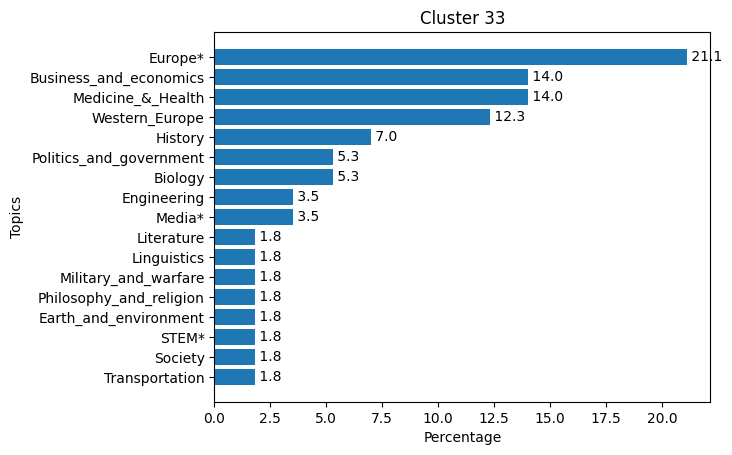 Cluster 33
Topics
Europe* 21.1
Business_and_economics 14.0
Medicine_&_Health 14.0
Western_Europe 12.3
History 7.0
Politics_and_government 5.3
Biology 5.3
Engineering 3.5
Media* 3.5
Literature 1.8
Linguistics 1.8
Military_and_warfare 1.8
Philosophy_and_religion 1.8
Earth_and_environment 1.8
STEM* 1.8
Society 1.8
Transportation 1.8
0.0 2.5 5.0 7.5 10.0 12.5 15.0 17.5 20.0
Percentage